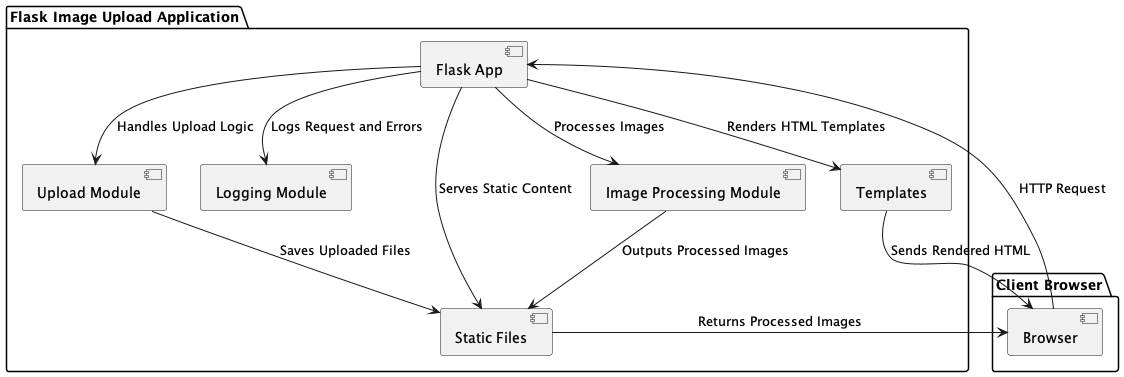 Flask Image Upload Application
Flask App
Handles Upload Logic
Logs Request and Errors
Processes Images
Renders HTML Templates
Upload Module
Logging Module
Serves Static Content
Image Processing Module
Templates
HTTP Request
Saves Uploaded Files
Outputs Processed Images
Sends Rendered HTML
Client Browser
Static Files
Returns Processed Images
Browser